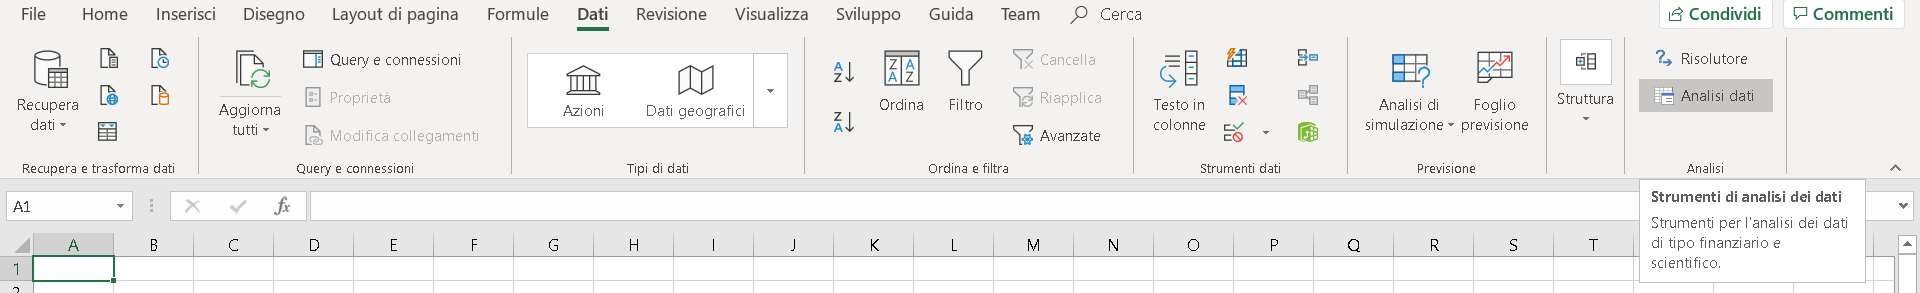 File Home Inserisci Disegno Layout di pagina Formule Dati Revisione Visualizza Sviluppo Guida Team Cerca Condividi Commenti
Recupera
dati
Recupera e trasforma dati
Aggiorna
tutti
Query e connessioni
Proprietà
Modifica collegamenti
Query e connessioni
Azioni
Dati geografici
Tipi di dati
A
Z
Z
A
Z A
A Z
Ordina
Filtro
Cancella
Riapplica
Avanzate
Ordina e filtra
Testo in
colonne
Strumenti dati
?
Analisi di
simulazione
Foglio
previsione
Previsione
Struttura
?
Risolutore
Analisi dati
Analisi
A1
fx
Strumenti di analisi dei dati
Strumenti per l'analisi dei dati
di tipo finanziario e
scientifico.
A B C D E F G H I J K L M N O P Q R S T
1
2